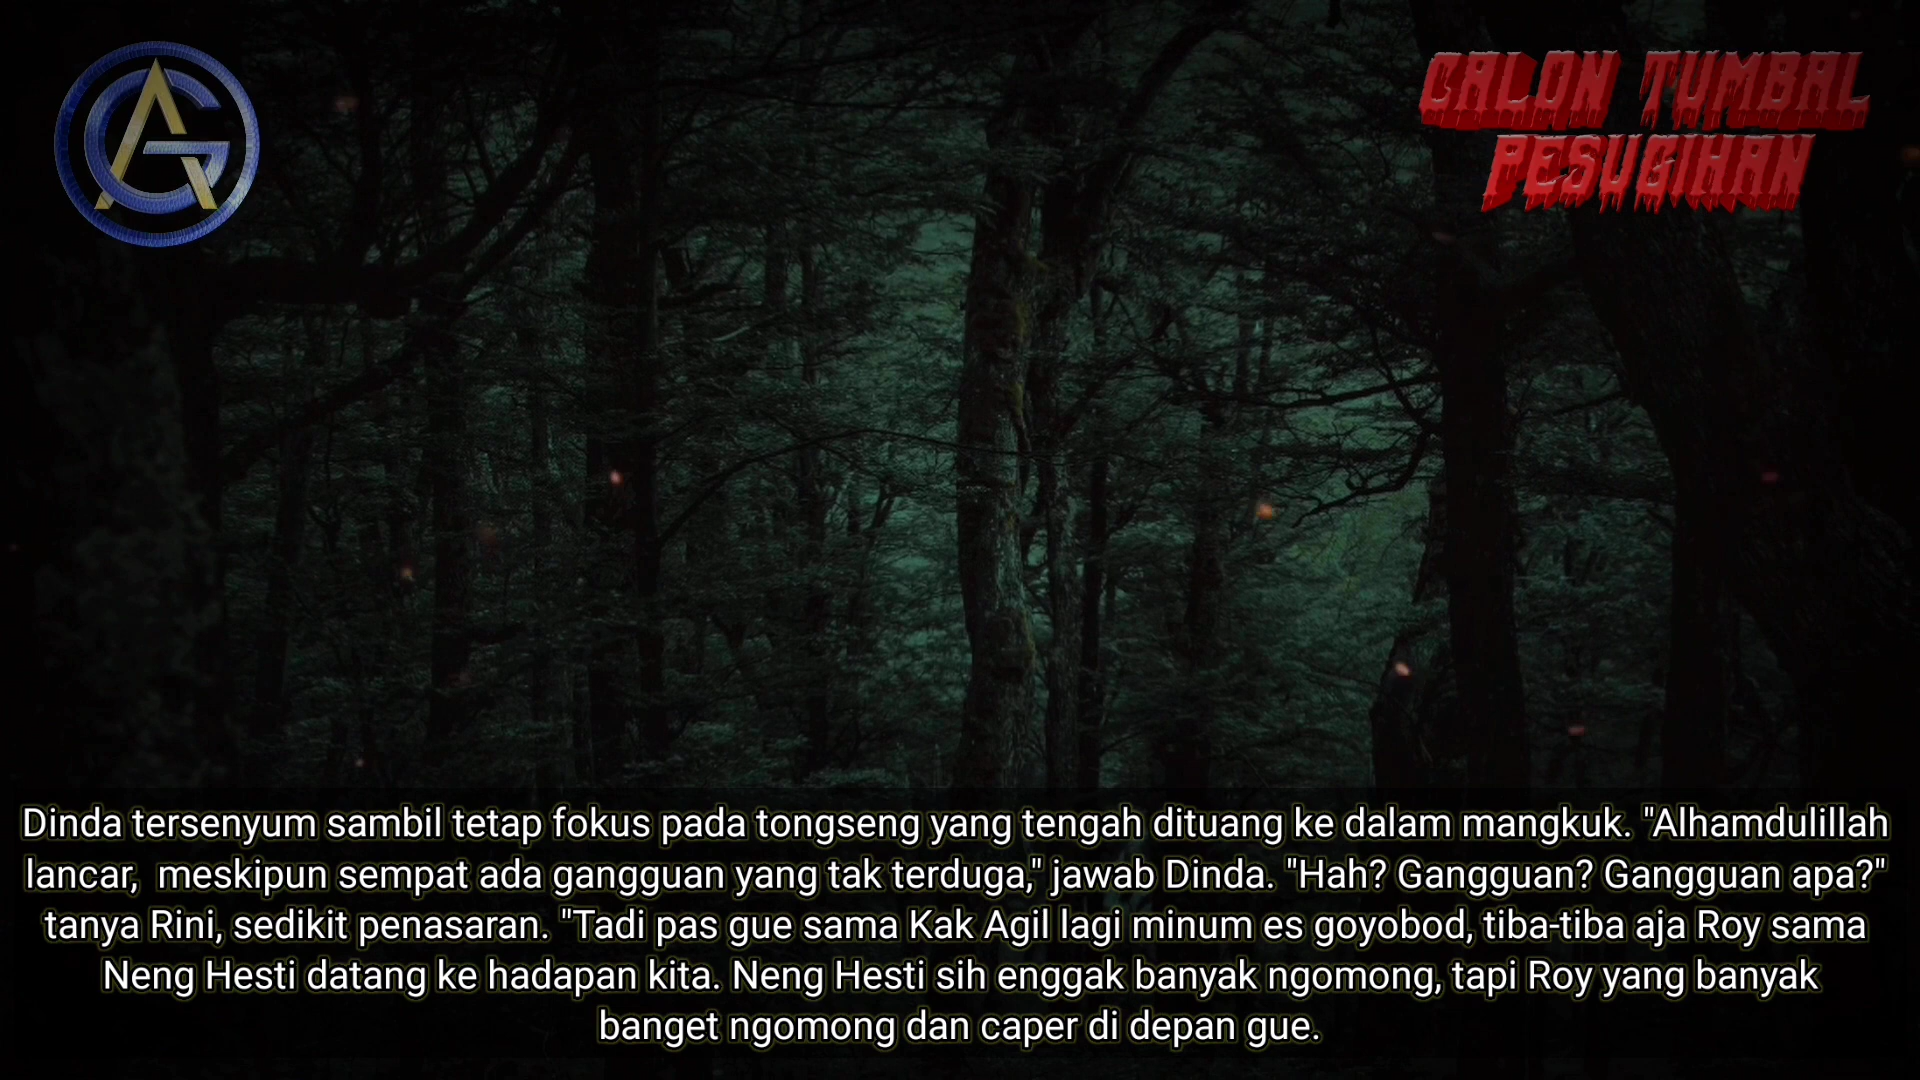 CALON TUMBAL
PESUGIHAN
Dinda tersenyum sambil tetap fokus pada tongseng yang tengah dituang ke dalam mangkuk. "Alhamdulillah
lancar,  meskipun sempat ada gangguan yang tak terduga," jawab Dinda. "Hah? Gangguan? Gangguan apa?"
tanya Rini, sedikit penasaran. "Tadi pas gue sama Kak Agil lagi minum es goyobod, tiba-tiba aja Roy sama
Neng Hesti datang ke hadapan kita. Neng Hesti sih enggak banyak ngomong, tapi Roy yang banyak
banget ngomong dan caper di depan gue.